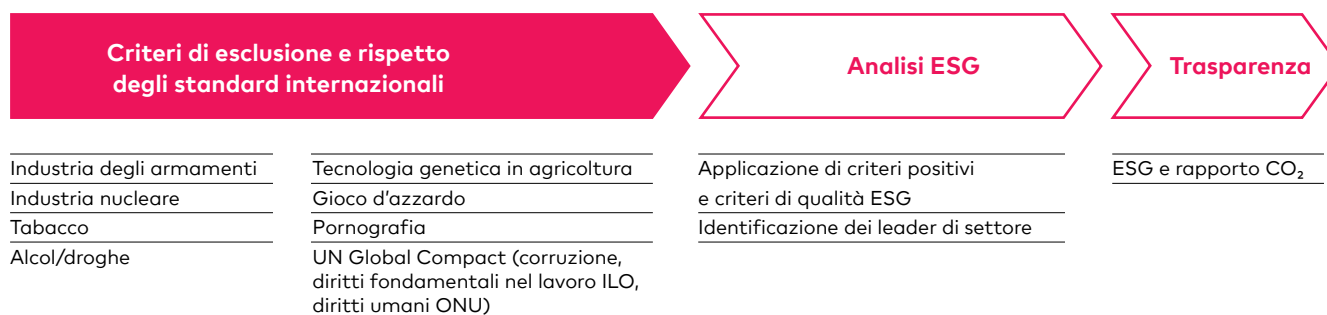 Criteri di esclusione e rispetto
degli standard internazionali
Analisi ESG
Trasparenza
Industria degli armamenti
Industria nucleare
Tabacco
Alcol/droghe
Tecnologia genetica in agricoltura
Gioco d'azzardo
Pornografia
UN Global Compact (corruzione,
diritti fondamentali nel lavoro ILO,
diritti umani ONU)
Applicazione di criteri positivi
e criteri di qualità ESG
Identificazione dei leader di settore
ESG e rapporto CO₂